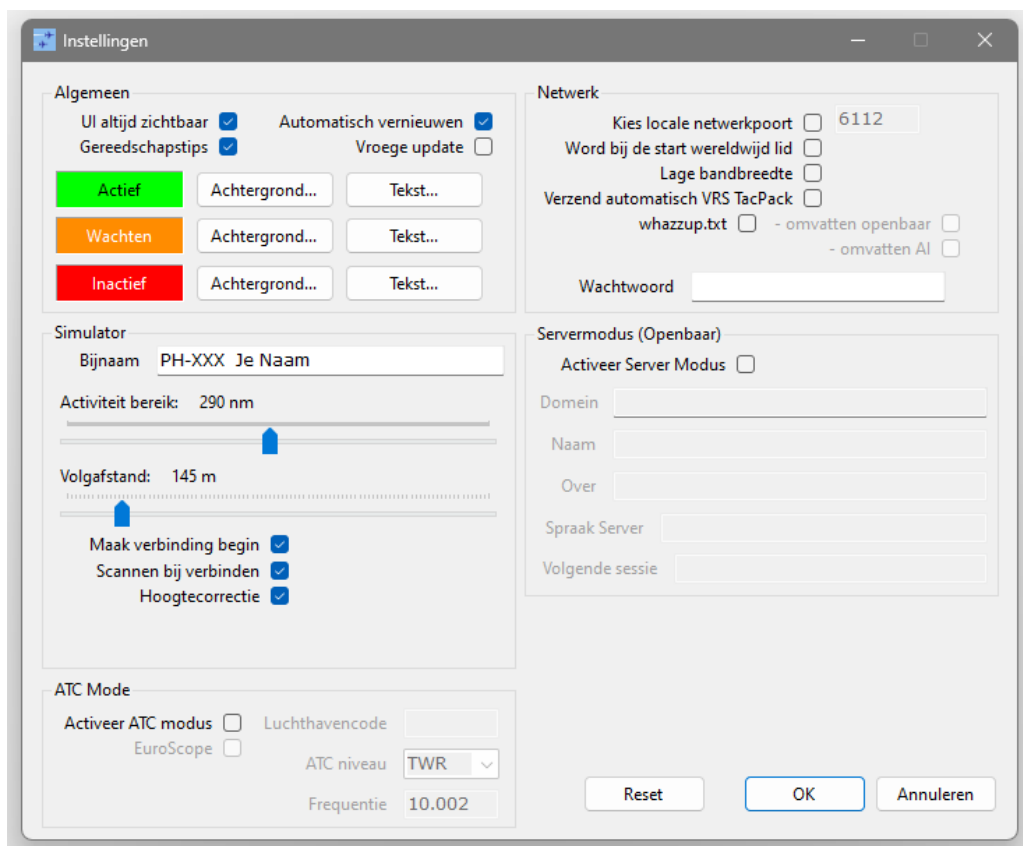 Instellingen
Algemeen
UI altijd zichtbaar Automatisch vernieuwen
Gereedschapstips Vroege update
Actief Achtergrond... Tekst...
Wachten Achtergrond... Tekst...
Inactief Achtergrond... Tekst...
Simulator
Bijnaam PH-XXX Je Naam
Activiteit bereik: 290 nm
Volgafstand: 145 m
Maak verbinding begin
Scannen bij verbinden
Hoogtecorrectie
ATC Mode
Activeer ATC modus Luchthavencode
EuroScope
ATC niveau TWR
Frequentie 10.002
Netwerk
Kies locale netwerkpoort 6112
Word bij de start wereldwijd lid
Lage bandbreedte
Verzend automatisch VRS TacPack
whazzup.txt - omvatten openbaar
- omvatten AI
Wachtwoord
Servermodus (Openbaar)
Activeer Server Modus
Domein
Naam
Over
Spraak Server
Volgende sessie
Reset OK Annuleren